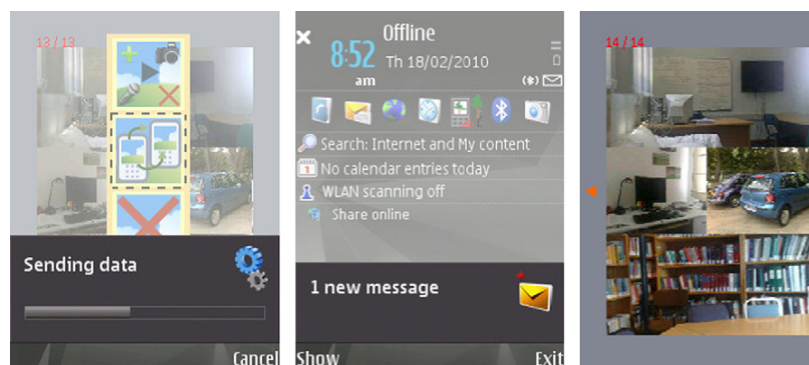 13 / 13
Sending data
Cancel
Offline
8:52
am
Th 18/02/2010
Search: Internet and My content
1
No calendar entries today
WLAN scanning off
Share online
1 new message
Show
Exit
14 / 14